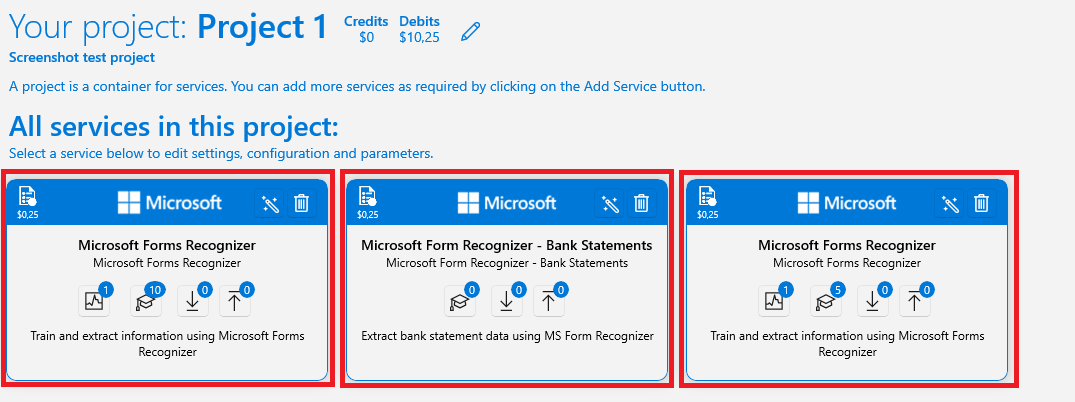 Your project: Project 1
Credits Debits
$0 $10,25
Screenshot test project
A project is a container for services. You can add more services as required by clicking on the Add Service button.
All services in this project:
Select a service below to edit settings, configuration and parameters.
$0,25
Microsoft
Microsoft Forms Recognizer
Microsoft Forms Recognizer
1 10 0 0
Train and extract information using Microsoft Forms
Recognizer
$0,25
Microsoft
Microsoft Form Recognizer - Bank Statements
Microsoft Form Recognizer - Bank Statements
0 0 0
Extract bank statement data using MS Form Recognizer
$0,25
Microsoft
Microsoft Forms Recognizer
Microsoft Forms Recognizer
1 5 0 0
Train and extract information using Microsoft Forms
Recognizer